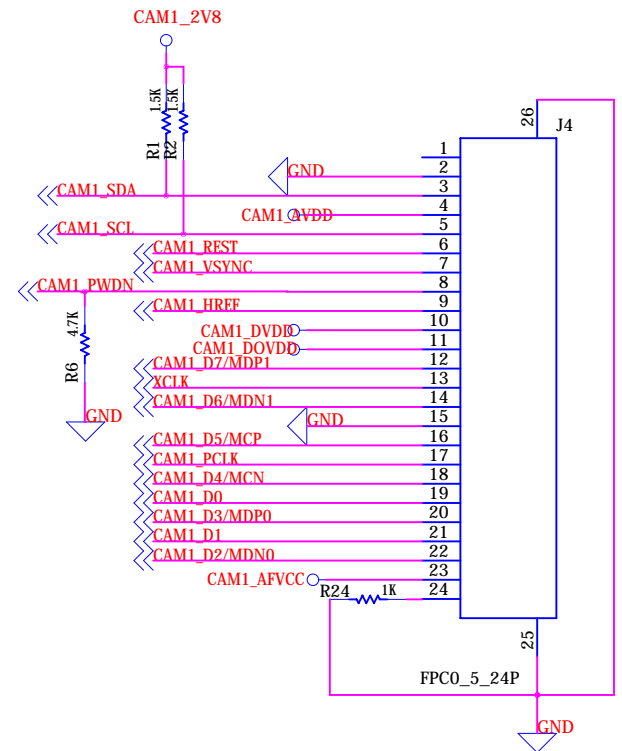 CAM1_2V8
1.5K
1.5K
R1
R2
26
J4
1
GND
2
CAM1_SDA
3
CAM1_AVDD
4
CAM1_SCL
5
CAM1_REST
6
CAM1_VSYNC
7
CAM1_PWDN
8
CAM1_HREF
9
CAM1_DVDD
10
CAM1_DOVDD
11
4.7K
R6
CAM1_D7/MDP1
12
XCLK
13
CAM1_D6/MDN1
14
GND
GND
15
CAM1_D5/MCP
16
CAM1_PCLK
17
CAM1_D4/MCN
18
CAM1_D0
19
CAM1_D3/MDP0
20
CAM1_D1
21
CAM1_D2/MDN0
22
CAM1_AFVCC
23
R24
1K
24
25
FPC0_5_24P
GND